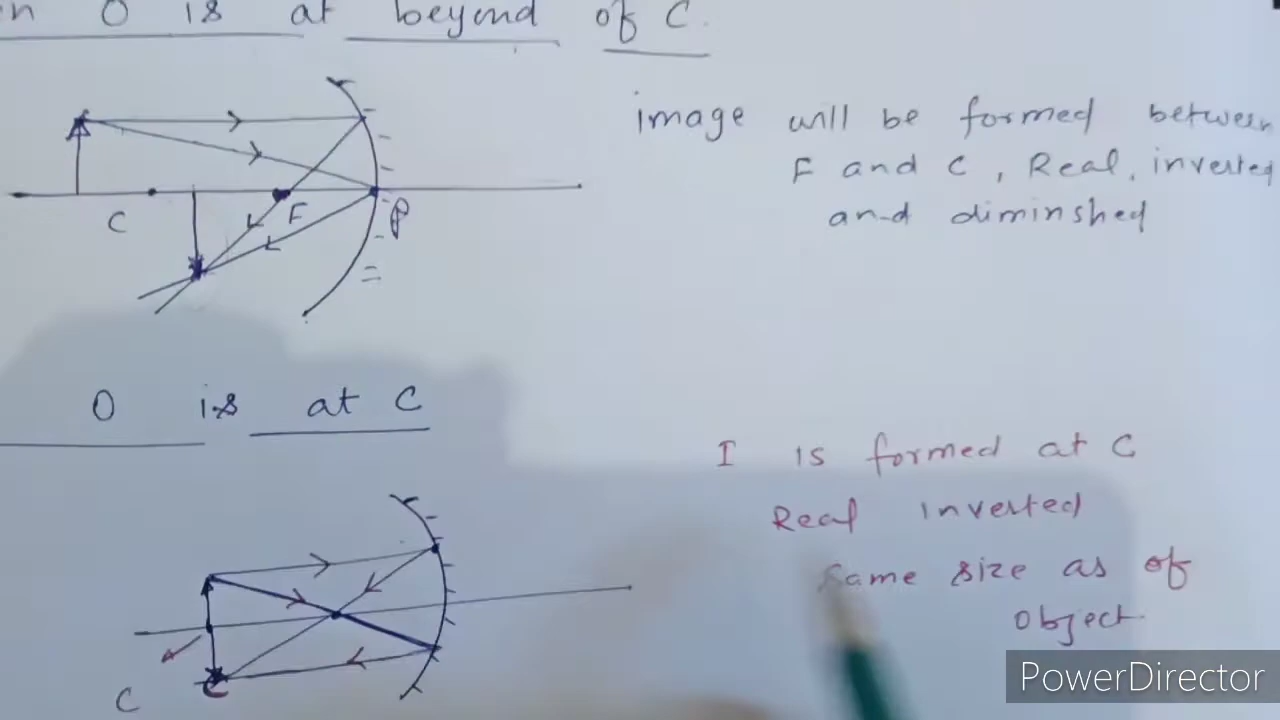 n O is at beyond of C.
image will be formed between
F and C, Real, inverted
and diminshed
C
F
P
O is at C
I is formed at C
Real inverted
same size as of
object.
C
PowerDirector